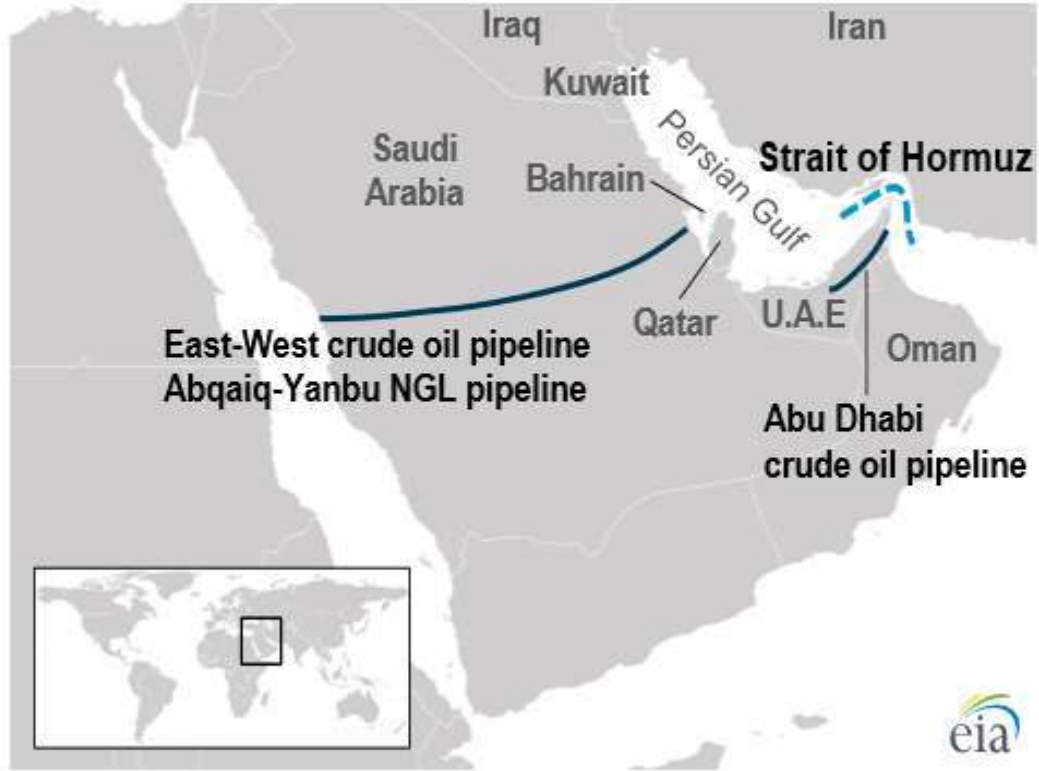 Iraq
Iran
Kuwait
Persian Gulf
Strait of Hormuz
Saudi
Arabia
Bahrain
Qatar
U.A.E
Oman
East-West crude oil pipeline
Abqaiq-Yanbu NGL pipeline
Abu Dhabi
crude oil pipeline
eia